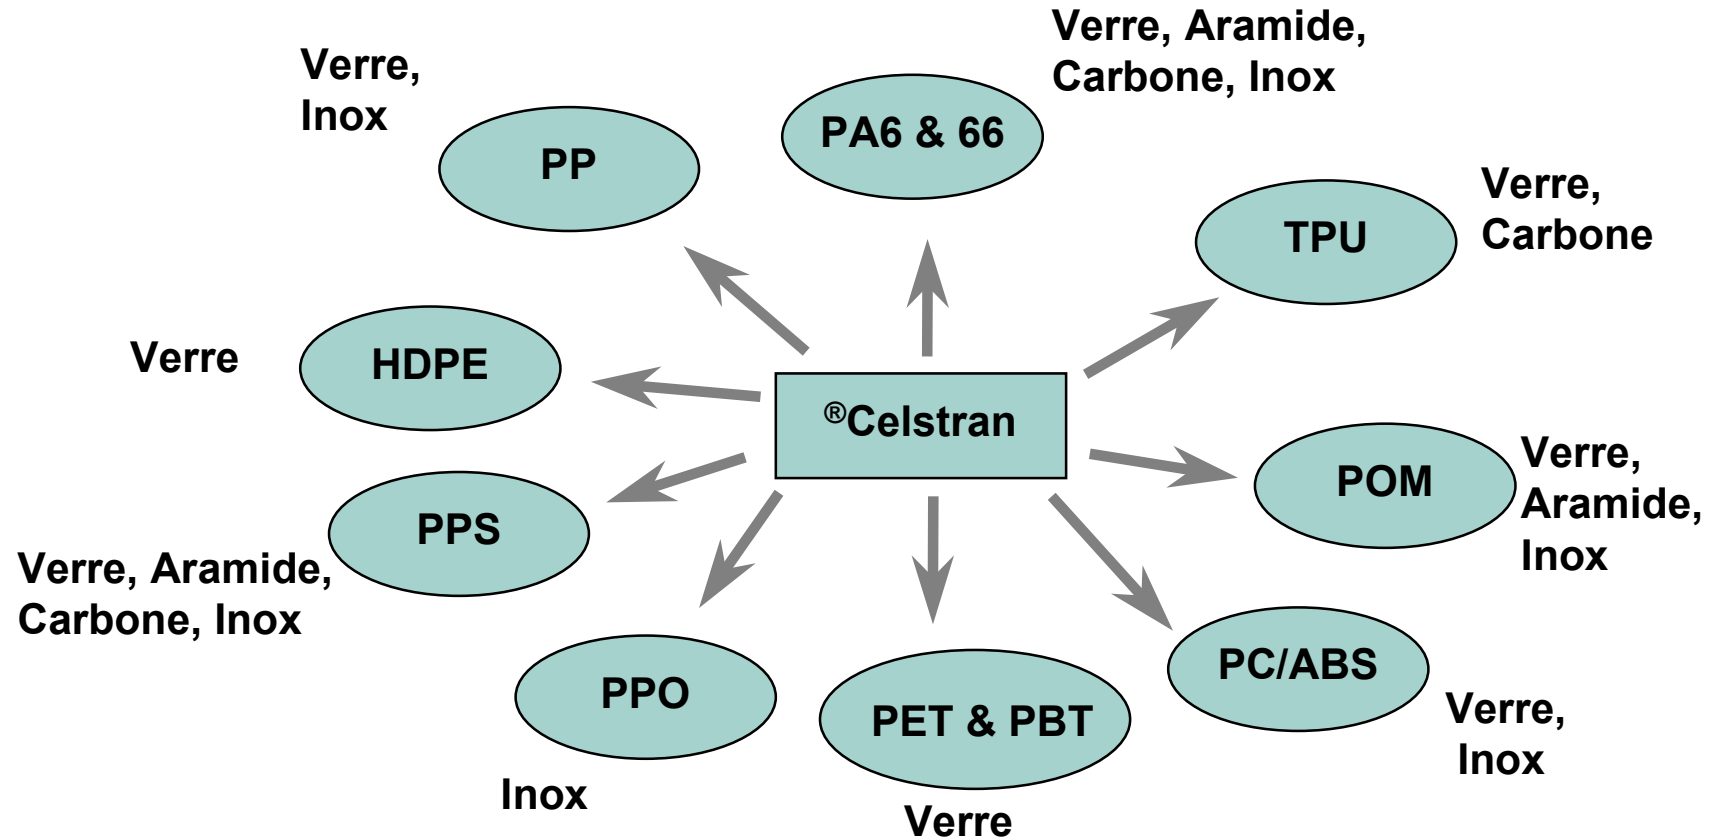 Verre, Aramide,
Carbone, Inox
Verre,
Inox
PA6 & 66
PP
Verre,
Carbone
TPU
Verre
HDPE
®Celstran
Verre,
Aramide,
Inox
POM
PPS
Verre, Aramide,
Carbone, Inox
PC/ABS
PPO
PET & PBT
Verre,
Inox
Inox
Verre